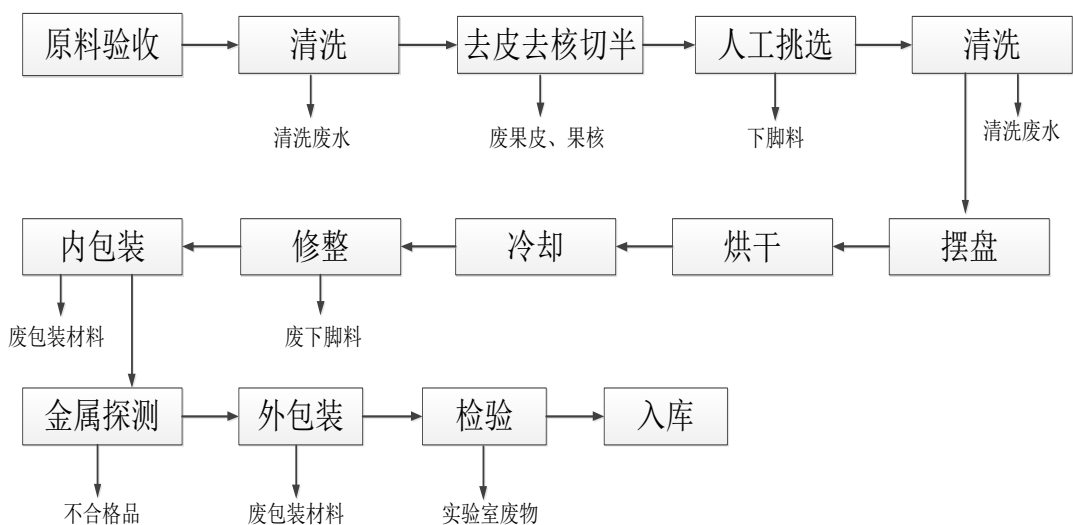 原料验收
清洗
去皮去核切半
人工挑选
清洗
清洗废水
废果皮、果核
下脚料
清洗废水
内包装
修整
冷却
烘干
摆盘
废包装材料
废下脚料
金属探测
外包装
检验
入库
不合格品
废包装材料
实验室废物